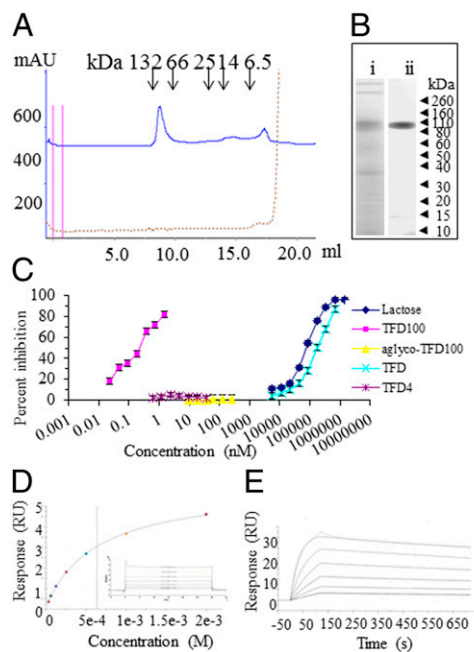 A
mAU
kDa 132 66 25 14 6.5
600
400
200
5.0 10.0 15.0 20.0
ml
B
i ii
kDa
260
160
110
80
60
50
40
30
20
15
10
C
Percent inhibition
100
80
60
40
20
0
0.001 0.01 0.1 1 10 100 1000 10000 100000 1000000 10000000
Concentration (nM)
Lactose
TFD100
aglyco-TFD100
TFD
TFD4
D
Response (RU)
5
4
3
2
1
0
0 5e-4 1e-3 1.5e-3 2e-3
Concentration (M)
E
Response (RU)
30
20
10
0
-50 50 150 250 350 450 550 650
Time (s)